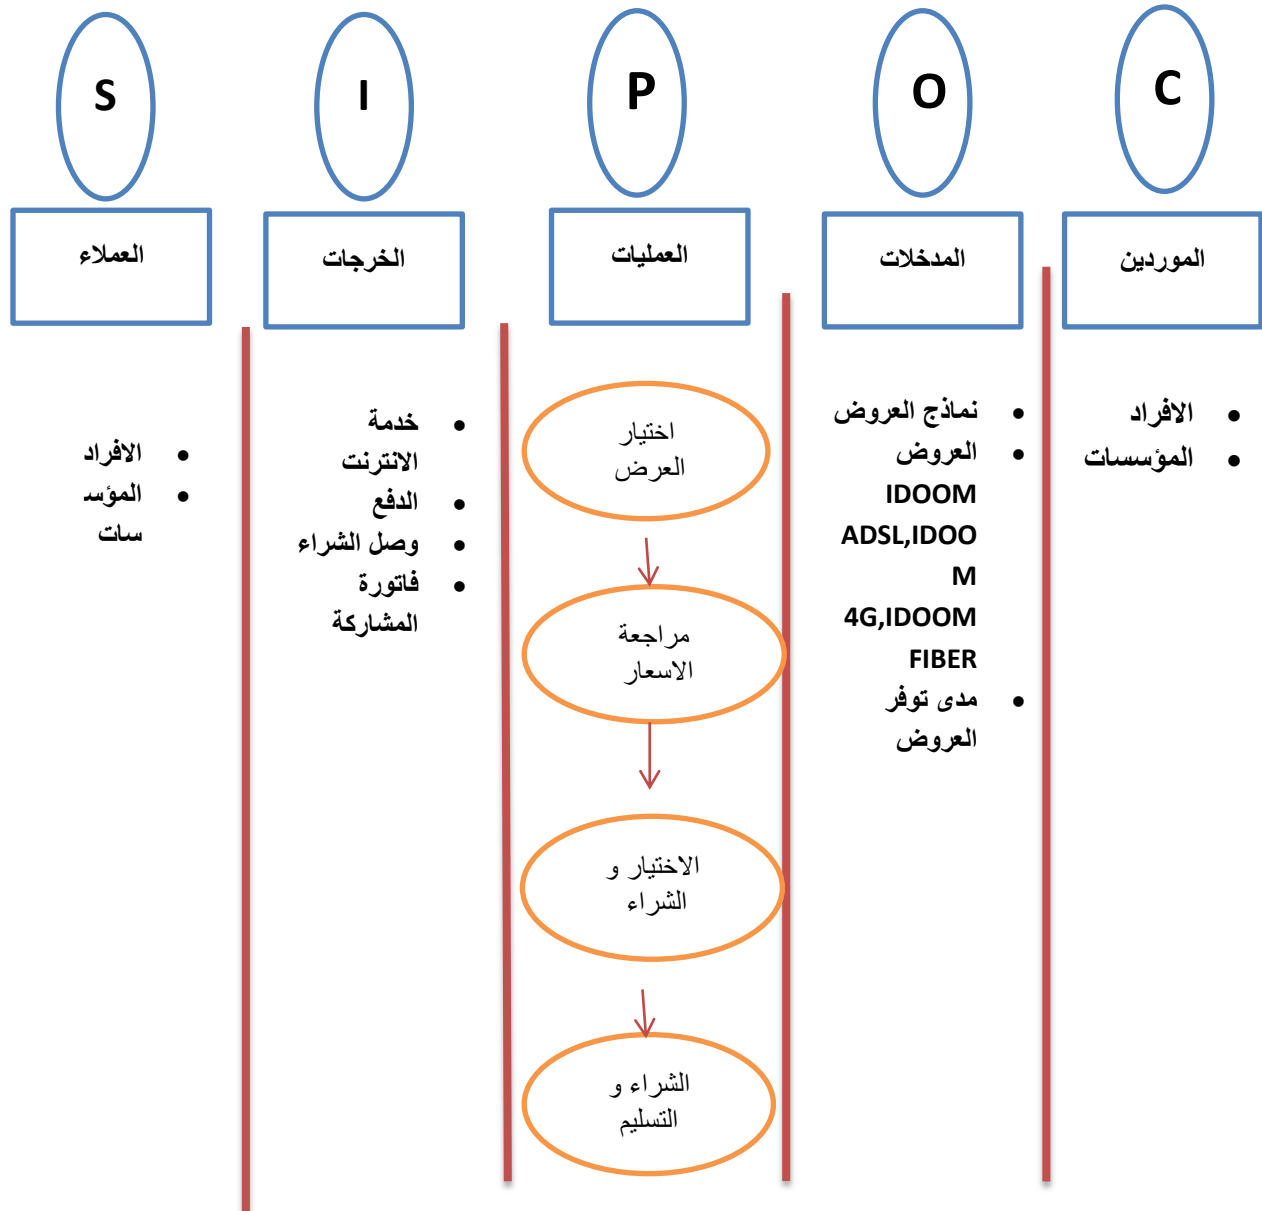 S
I
P
O
C
الموردين
المدخلات
العمليات
الخرجات
العملاء
• الافراد
• المؤسسات
• نماذج العروض
• العروض
IDOOM
ADSL,IDOO
M
4G,IDOOM
FIBER
• مدى توفر
العروض
اختيار
العرض
مراجعة
الاسعار
الاختيار و
الشراء
الشراء و
التسليم
• خدمة
الانترنت
• الدفع
• وصل الشراء
• فاتورة
المشاركة
• الافراد
• المؤسـ
سات